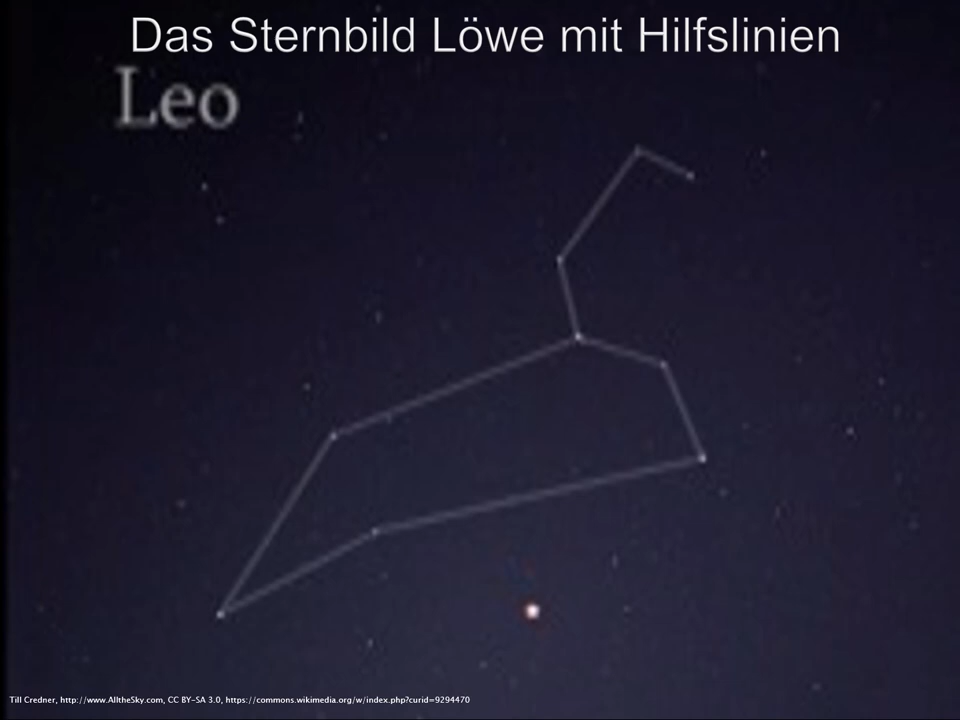 Das Sternbild Löwe mit Hilfslinien
Leo
Till Credner, http://www.AlltheSky.com, CC BY-SA 3.0, https://commons.wikimedia.org/w/index.php?curid=9294470